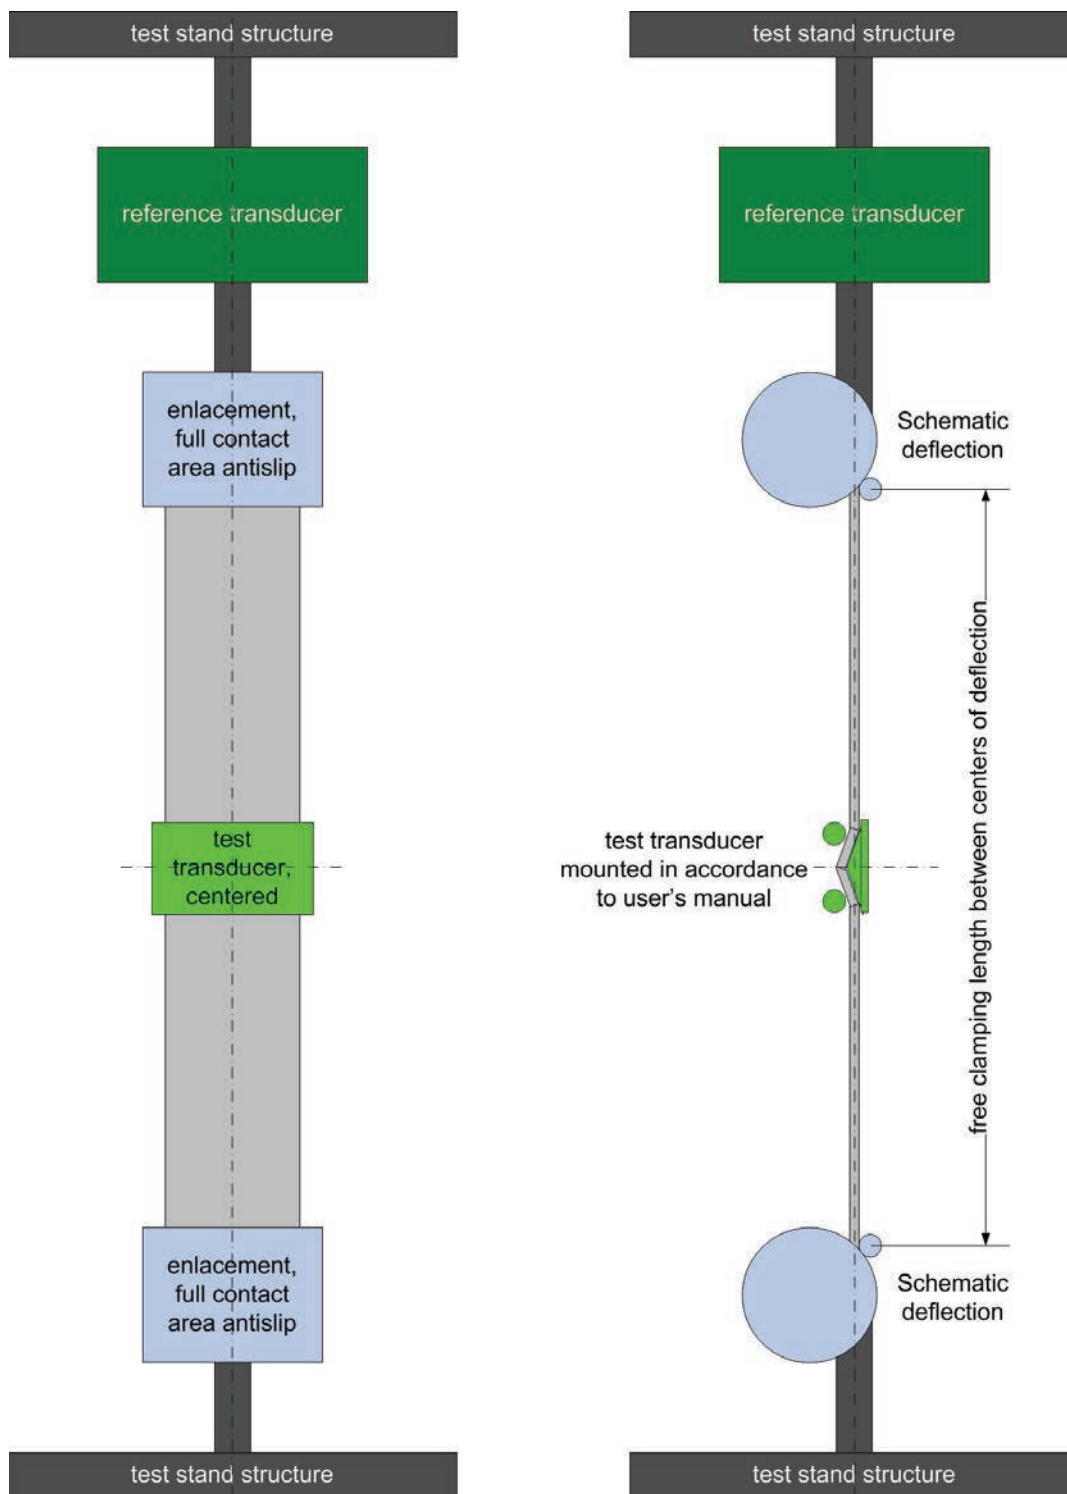 test stand structure
reference transducer
enlacement,
full contact
area antislip
test
transducer,
centered
enlacement,
full contact
area antislip
test stand structure
test stand structure
reference transducer
Schematic
deflection
free clamping length between centers of deflection
test transducer
mounted in accordance
to user's manual
Schematic
deflection
test stand structure